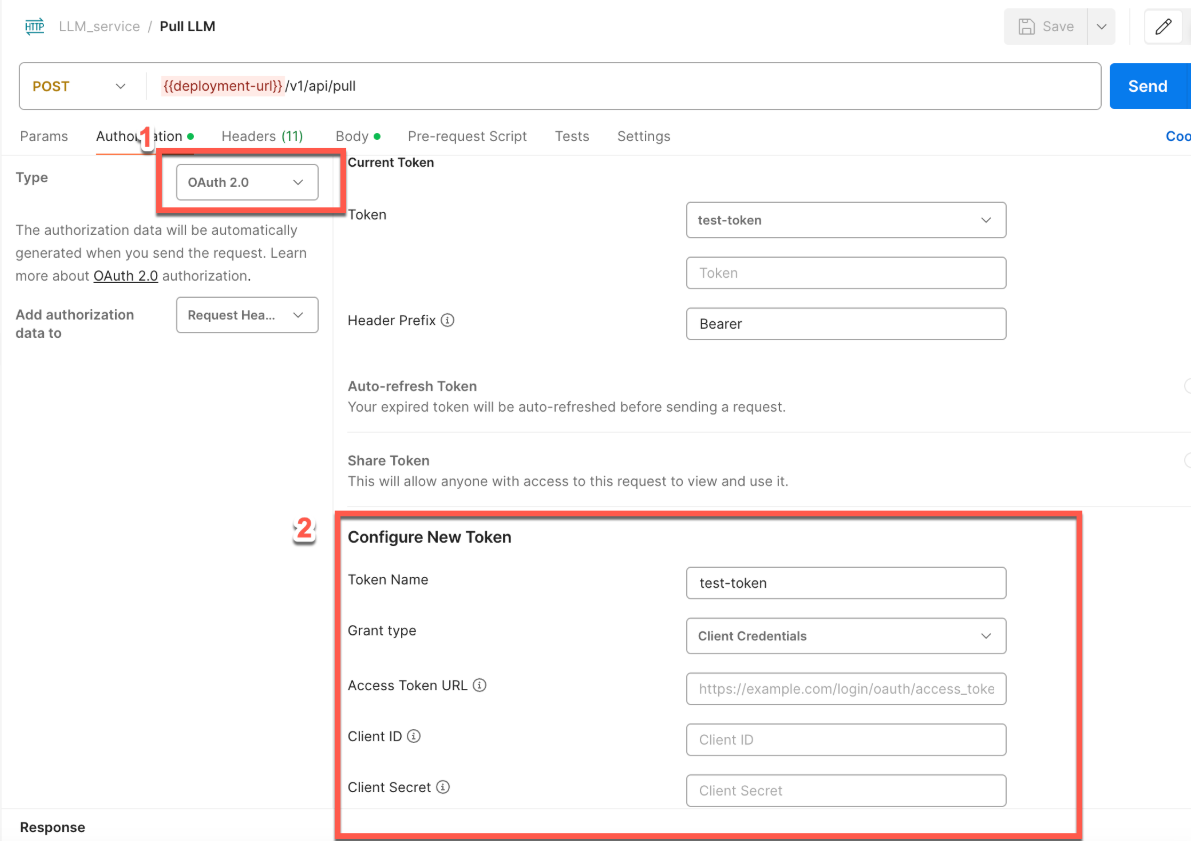 HTTP LLM_service / Pull LLM Save
POST {{deployment-url}}/v1/api/pull Send
Params Authorization Headers (11) Body Pre-request Script Tests Settings Coo
1
Type OAuth 2.0
The authorization data will be automatically
generated when you send the request. Learn
more about OAuth 2.0 authorization.
Add authorization
data to
Request Hea...
Current Token
Token test-token
Token
Header Prefix Bearer
Auto-refresh Token
Your expired token will be auto-refreshed before sending a request.
Share Token
This will allow anyone with access to this request to view and use it.
2
Configure New Token
Token Name test-token
Grant type Client Credentials
Access Token URL https://example.com/login/oauth/access_toke
Client ID Client ID
Client Secret Client Secret
Response